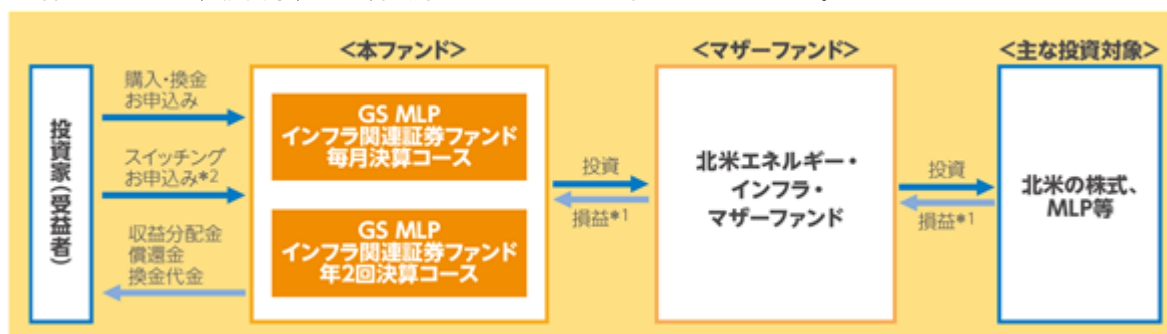 <本ファンド>
<マザーファンド>
<主な投資対象>
投資家(受益者)
購入・換金
お申込み
スイッチング
お申込み*2
収益分配金
償還金
換金代金
GS MLP
インフラ関連証券ファンド
毎月決算コース
GS MLP
インフラ関連証券ファンド
年2回決算コース
投資
損益*1
北米エネルギー・
インフラ・
マザーファンド
投資
損益*1
北米の株式、
MLP等